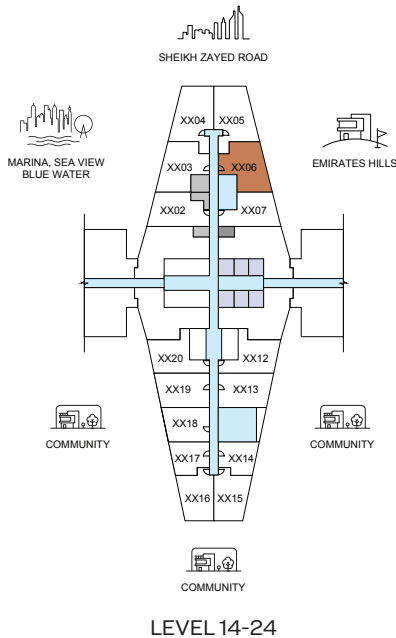 SHEIKH ZAYED ROAD
XX04 XX05
MARINA, SEA VIEW
BLUE WATER
XX03 XX06
EMIRATES HILLS
XX02 XX07
XX20 XX12
XX19 XX13
XX18
COMMUNITY
COMMUNITY
XX17 XX14
XX16 XX15
COMMUNITY
LEVEL 14-24